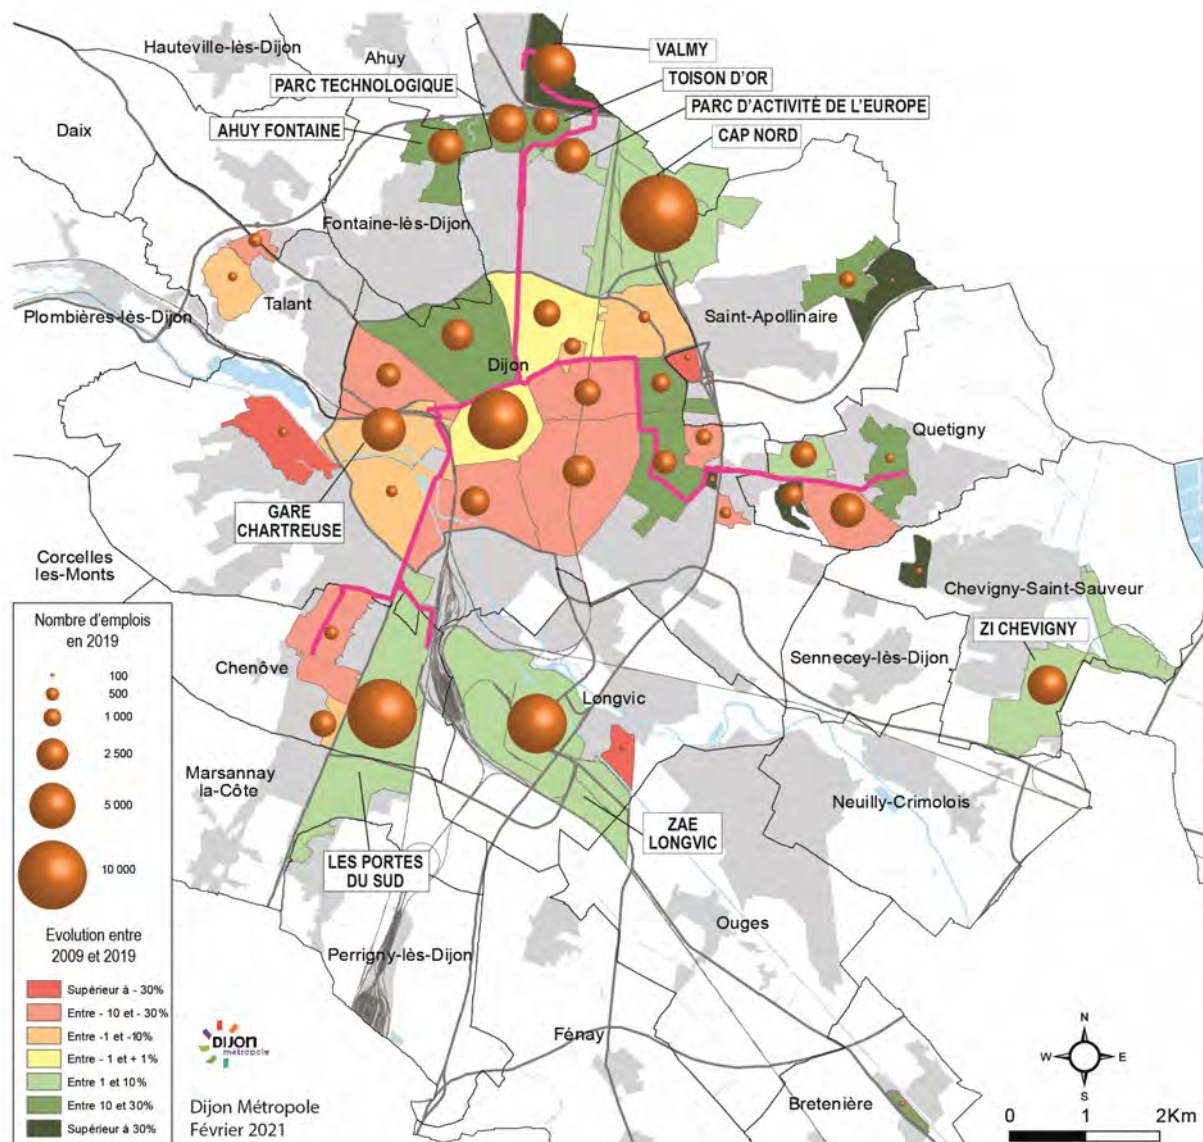 Hauteville-lès-Dijon
Ahuy
VALMY
PARC TECHNOLOGIQUE
TOISON D'OR
PARC D'ACTIVITÉ DE L'EUROPE
Daix
AHUY FONTAINE
CAP NORD
Fontaine-lès-Dijon
Talant
Plombières-lès-Dijon
Saint-Apollinaire
Dijon
Quetigny
GARE
CHARTREUSE
Corcelles
les-Monts
Chevigny-Saint-Sauveur
ZI CHEVIGNY
Sennecey-lès-Dijon
Chenôve
Longvic
Marsannay
la-Côte
Neuilly-Crimolois
ZAE
LONGVIC
LES PORTES
DU SUD
Ouges
Perrigny-lès-Dijon
Fénay
Bretenière
Nombre d'emplois
en 2019
100
500
1 000
2 500
5 000
10 000
Evolution entre
2009 et 2019
Supérieur à - 30%
Entre - 10 et - 30%
Entre -1 et -10%
Entre - 1 et + 1%
Entre 1 et 10%
Entre 10 et 30%
Supérieur à 30%
DIJON
métropole
Dijon Métropole
Février 2021
N
W
E
S
0 1 2Km